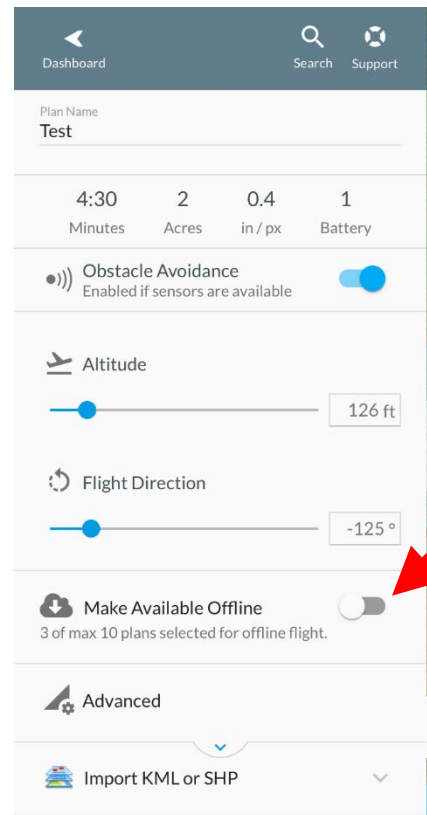 Dashboard
Search Support
Plan Name
Test
4:30 2 0.4 1
Minutes Acres in / px Battery
Obstacle Avoidance
Enabled if sensors are available
Altitude
126 ft
Flight Direction
-125 °
Make Available Offline
3 of max 10 plans selected for offline flight.
Advanced
Import KML or SHP